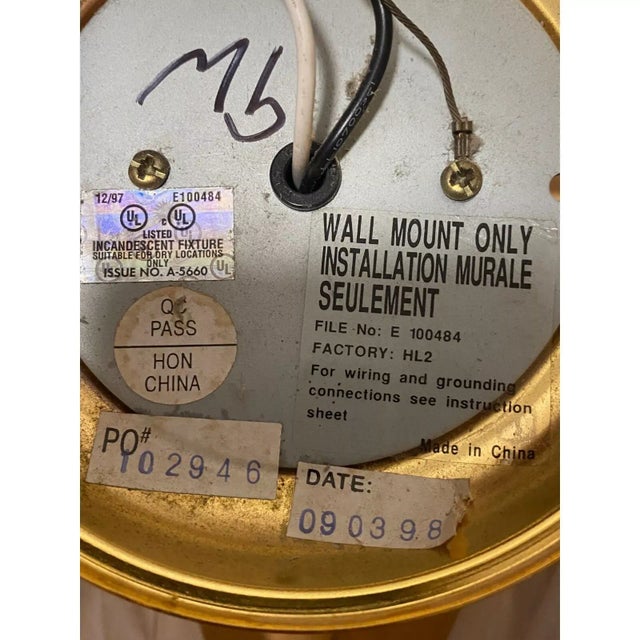 Mb
12/97 E100484
UL c UL
LISTED
INCANDESCENT FIXTURE
SUITABLE FOR DRY LOCATIONS
ONLY
ISSUE NO. A-5660
QC
PASS
HON
CHINA
WALL MOUNT ONLY
INSTALLATION MURALE
SEULEMENT
FILE No: E 100484
FACTORY: HL2
For wiring and grounding
connections see instruction
sheet
Made in China
PO#
102946
DATE:
090398